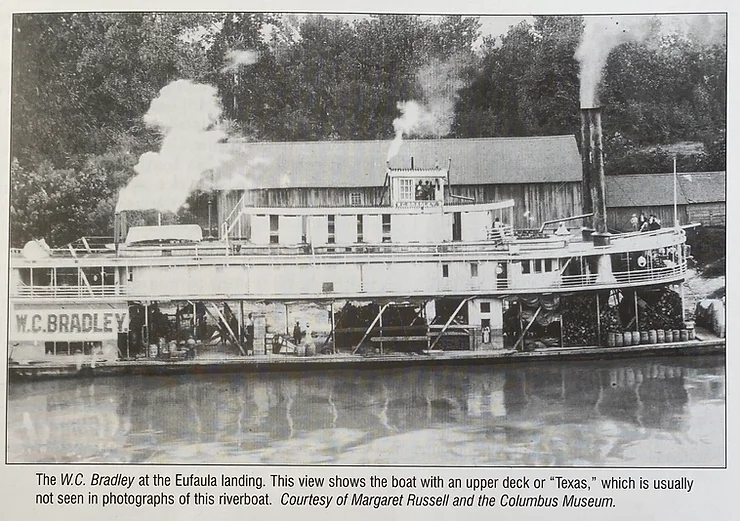 W.C. BRADLEY
The W.C. Bradley at the Eufaula landing. This view shows the boat with an upper deck or “Texas,” which is usually
not seen in photographs of this riverboat. Courtesy of Margaret Russell and the Columbus Museum.